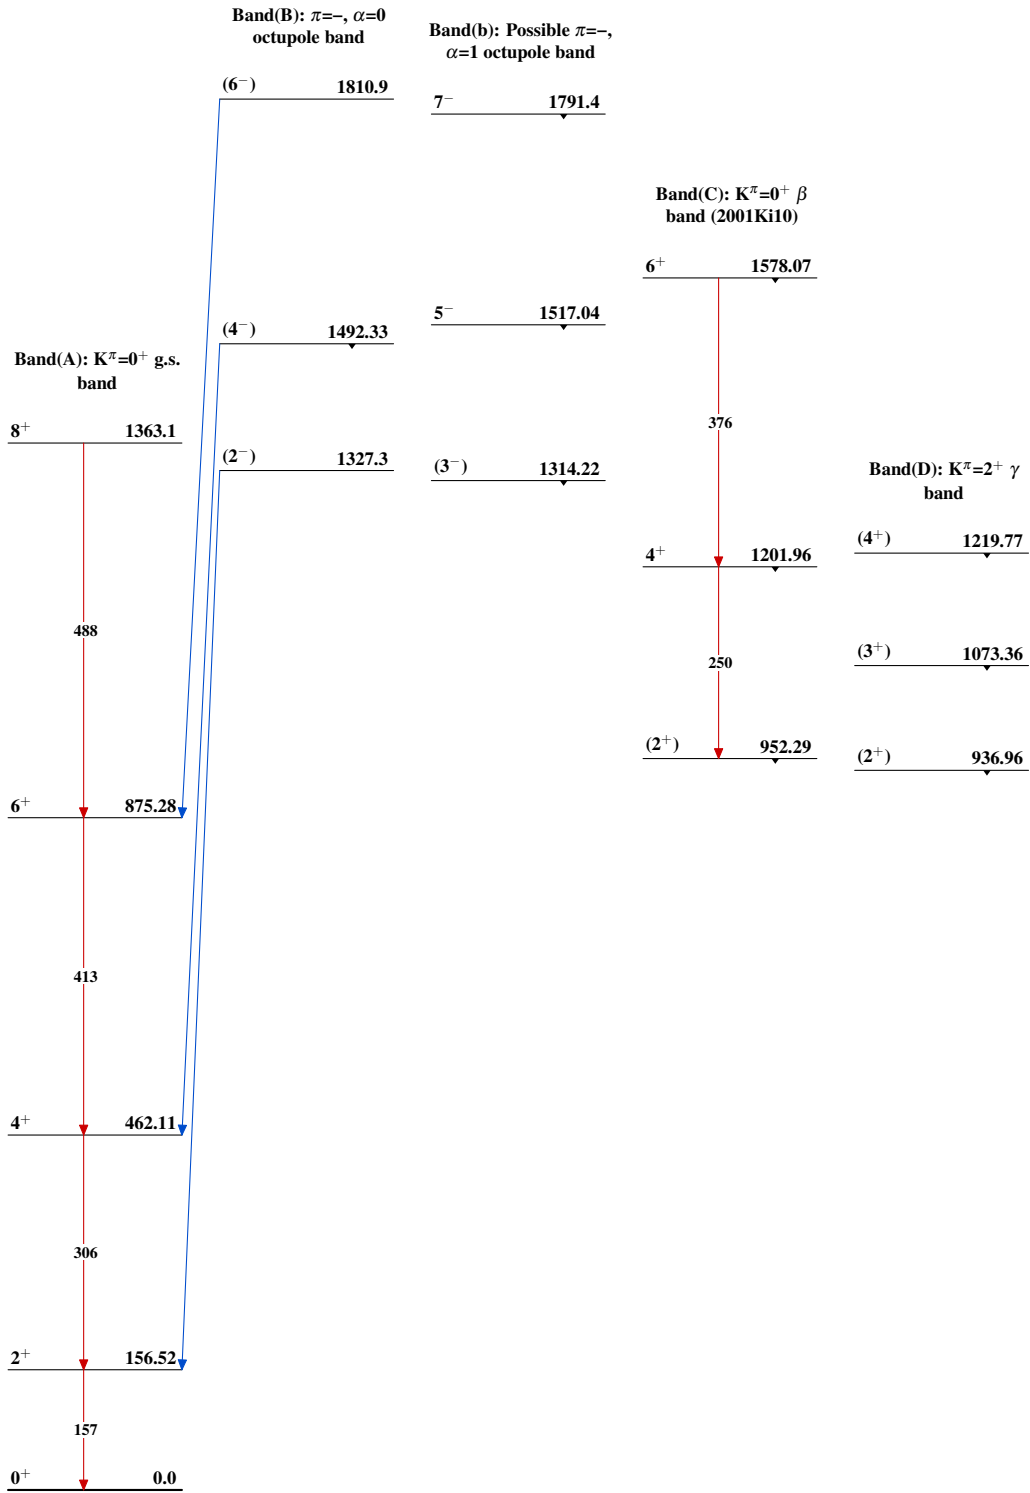 Band(A): K^π=0⁺ g.s.
band
8⁺ 1363.1
488
6⁺ 875.28
413
4⁺ 462.11
306
2⁺ 156.52
157
0⁺ 0.0
Band(B): π=−, α=0
octupole band
(6⁻) 1810.9
(4⁻) 1492.33
(2⁻) 1327.3
Band(b): Possible π=−,
α=1 octupole band
7⁻ 1791.4
5⁻ 1517.04
(3⁻) 1314.22
Band(C): K^π=0⁺ β
band (2001Ki10)
6⁺ 1578.07
376
4⁺ 1201.96
250
(2⁺) 952.29
Band(D): K^π=2⁺ γ
band
(4⁺) 1219.77
(3⁺) 1073.36
(2⁺) 936.96